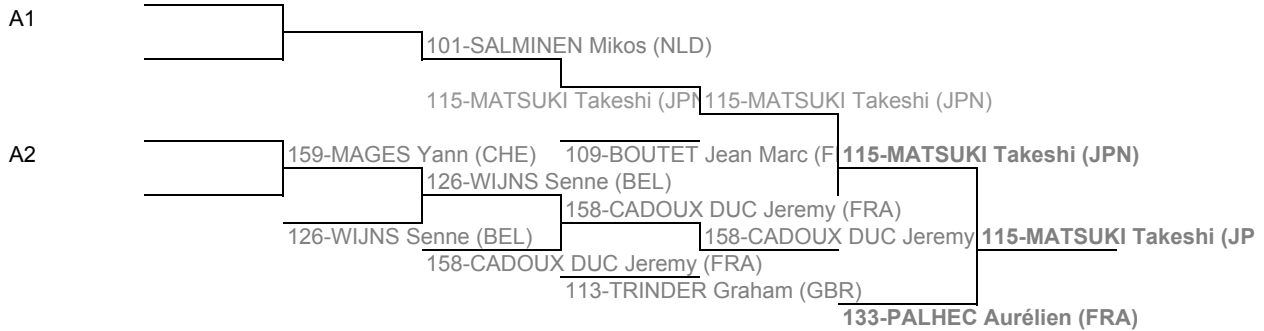 A1
101-SALMINEN Mikos (NLD)
115-MATSUKI Takeshi (JPN
115-MATSUKI Takeshi (JPN)
A2
159-MAGES Yann (CHE)
109-BOUTET Jean Marc (F
115-MATSUKI Takeshi (JPN)
126-WIJNS Senne (BEL)
158-CADOUX DUC Jeremy (FRA)
126-WIJNS Senne (BEL)
158-CADOUX DUC Jeremy
115-MATSUKI Takeshi (JP
158-CADOUX DUC Jeremy (FRA)
113-TRINDER Graham (GBR)
133-PALHEC Aurélien (FRA)